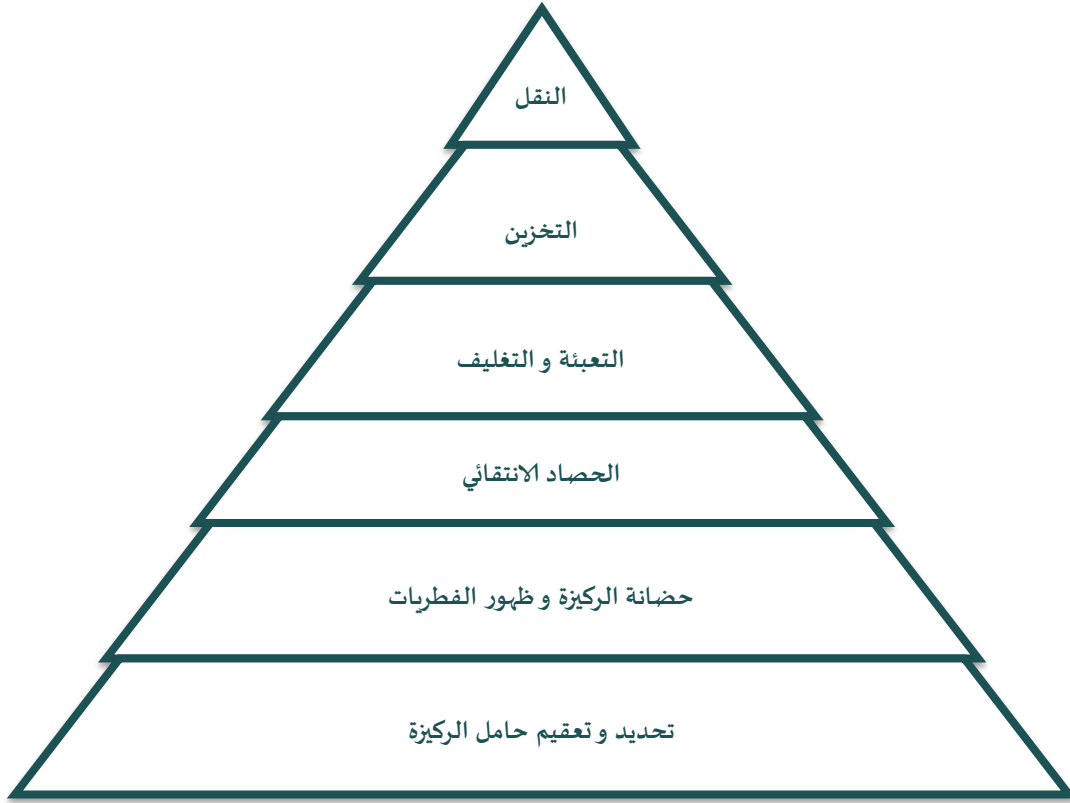 النقل
التخزين
التعبئة و التغليف
الحصاد الانتقائي
حضانة الركيزة و ظهور الفطريات
تحديد و تعقيم حامل الركيزة